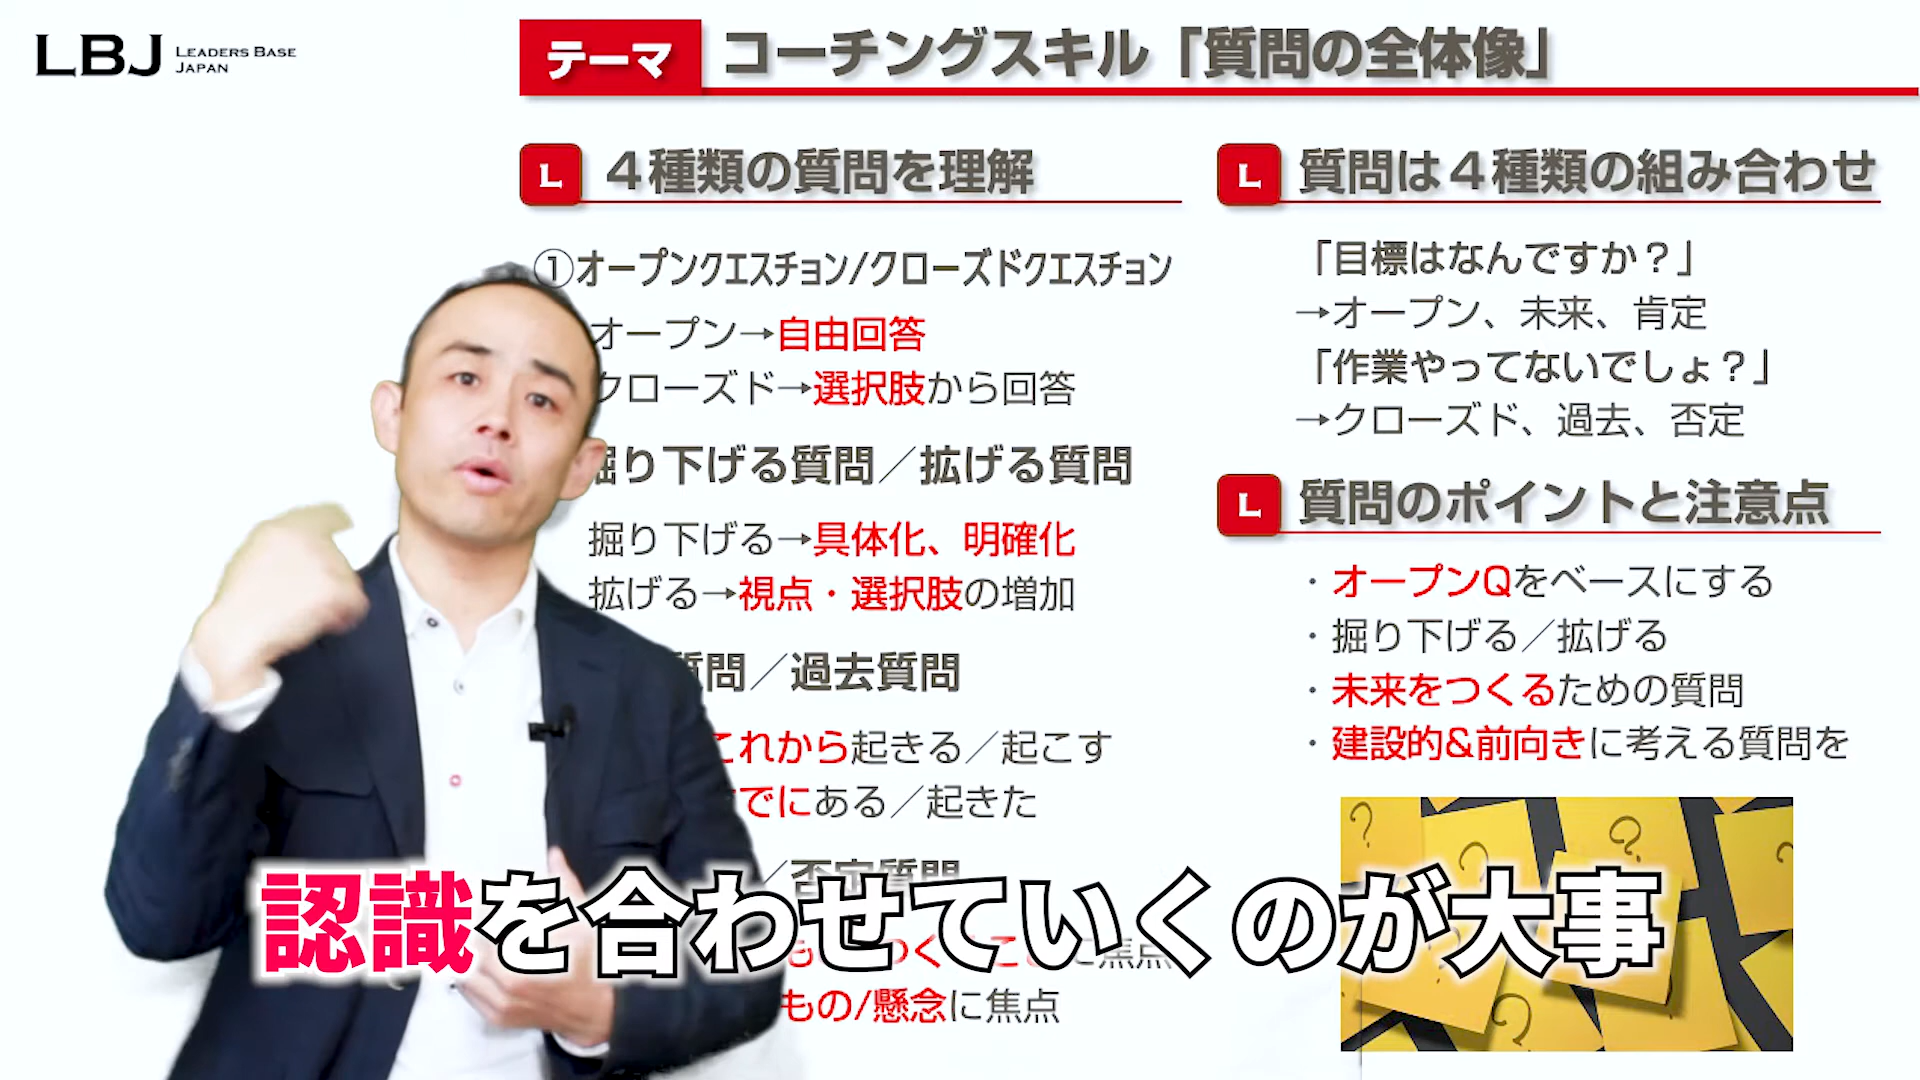 LBJ LEADERS BASE JAPAN
テーマ コーチングスキル「質問の全体像」
L ４種類の質問を理解
①オープンクエスチョン/クローズドクエスチョン
オープン→自由回答
クローズド→選択肢から回答
掘り下げる質問／拡げる質問
掘り下げる→具体化、明確化
拡げる→視点・選択肢の増加
質問／過去質問
これから起きる／起こす
でにある／起きた
／否定質問
に焦点
もの/懸念に焦点
L 質問は４種類の組み合わせ
「目標はなんですか？」
→オープン、未来、肯定
「作業やってないでしょ？」
→クローズド、過去、否定
L 質問のポイントと注意点
・オープンQをベースにする
・掘り下げる／拡げる
・未来をつくるための質問
・建設的&前向きに考える質問を
認識を合わせていくのが大事